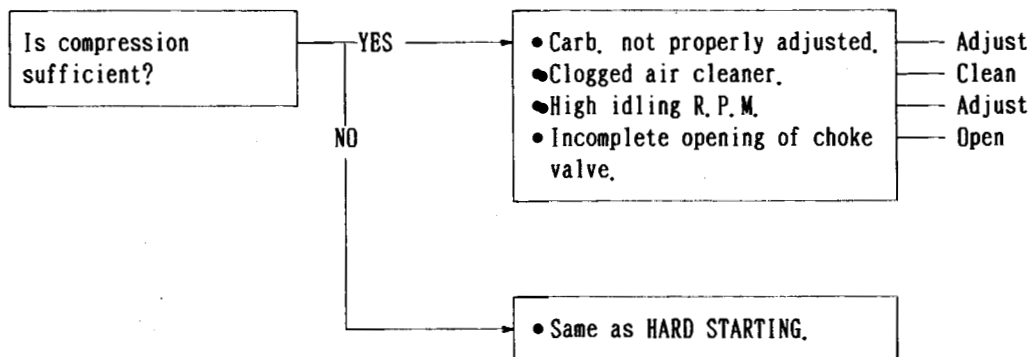 Is compression
sufficient?
YES
NO
• Carb. not properly adjusted.
Adjust
• Clogged air cleaner.
Clean
• High idling R.P.M.
Adjust
• Incomplete opening of choke
valve.
Open
• Same as HARD STARTING.